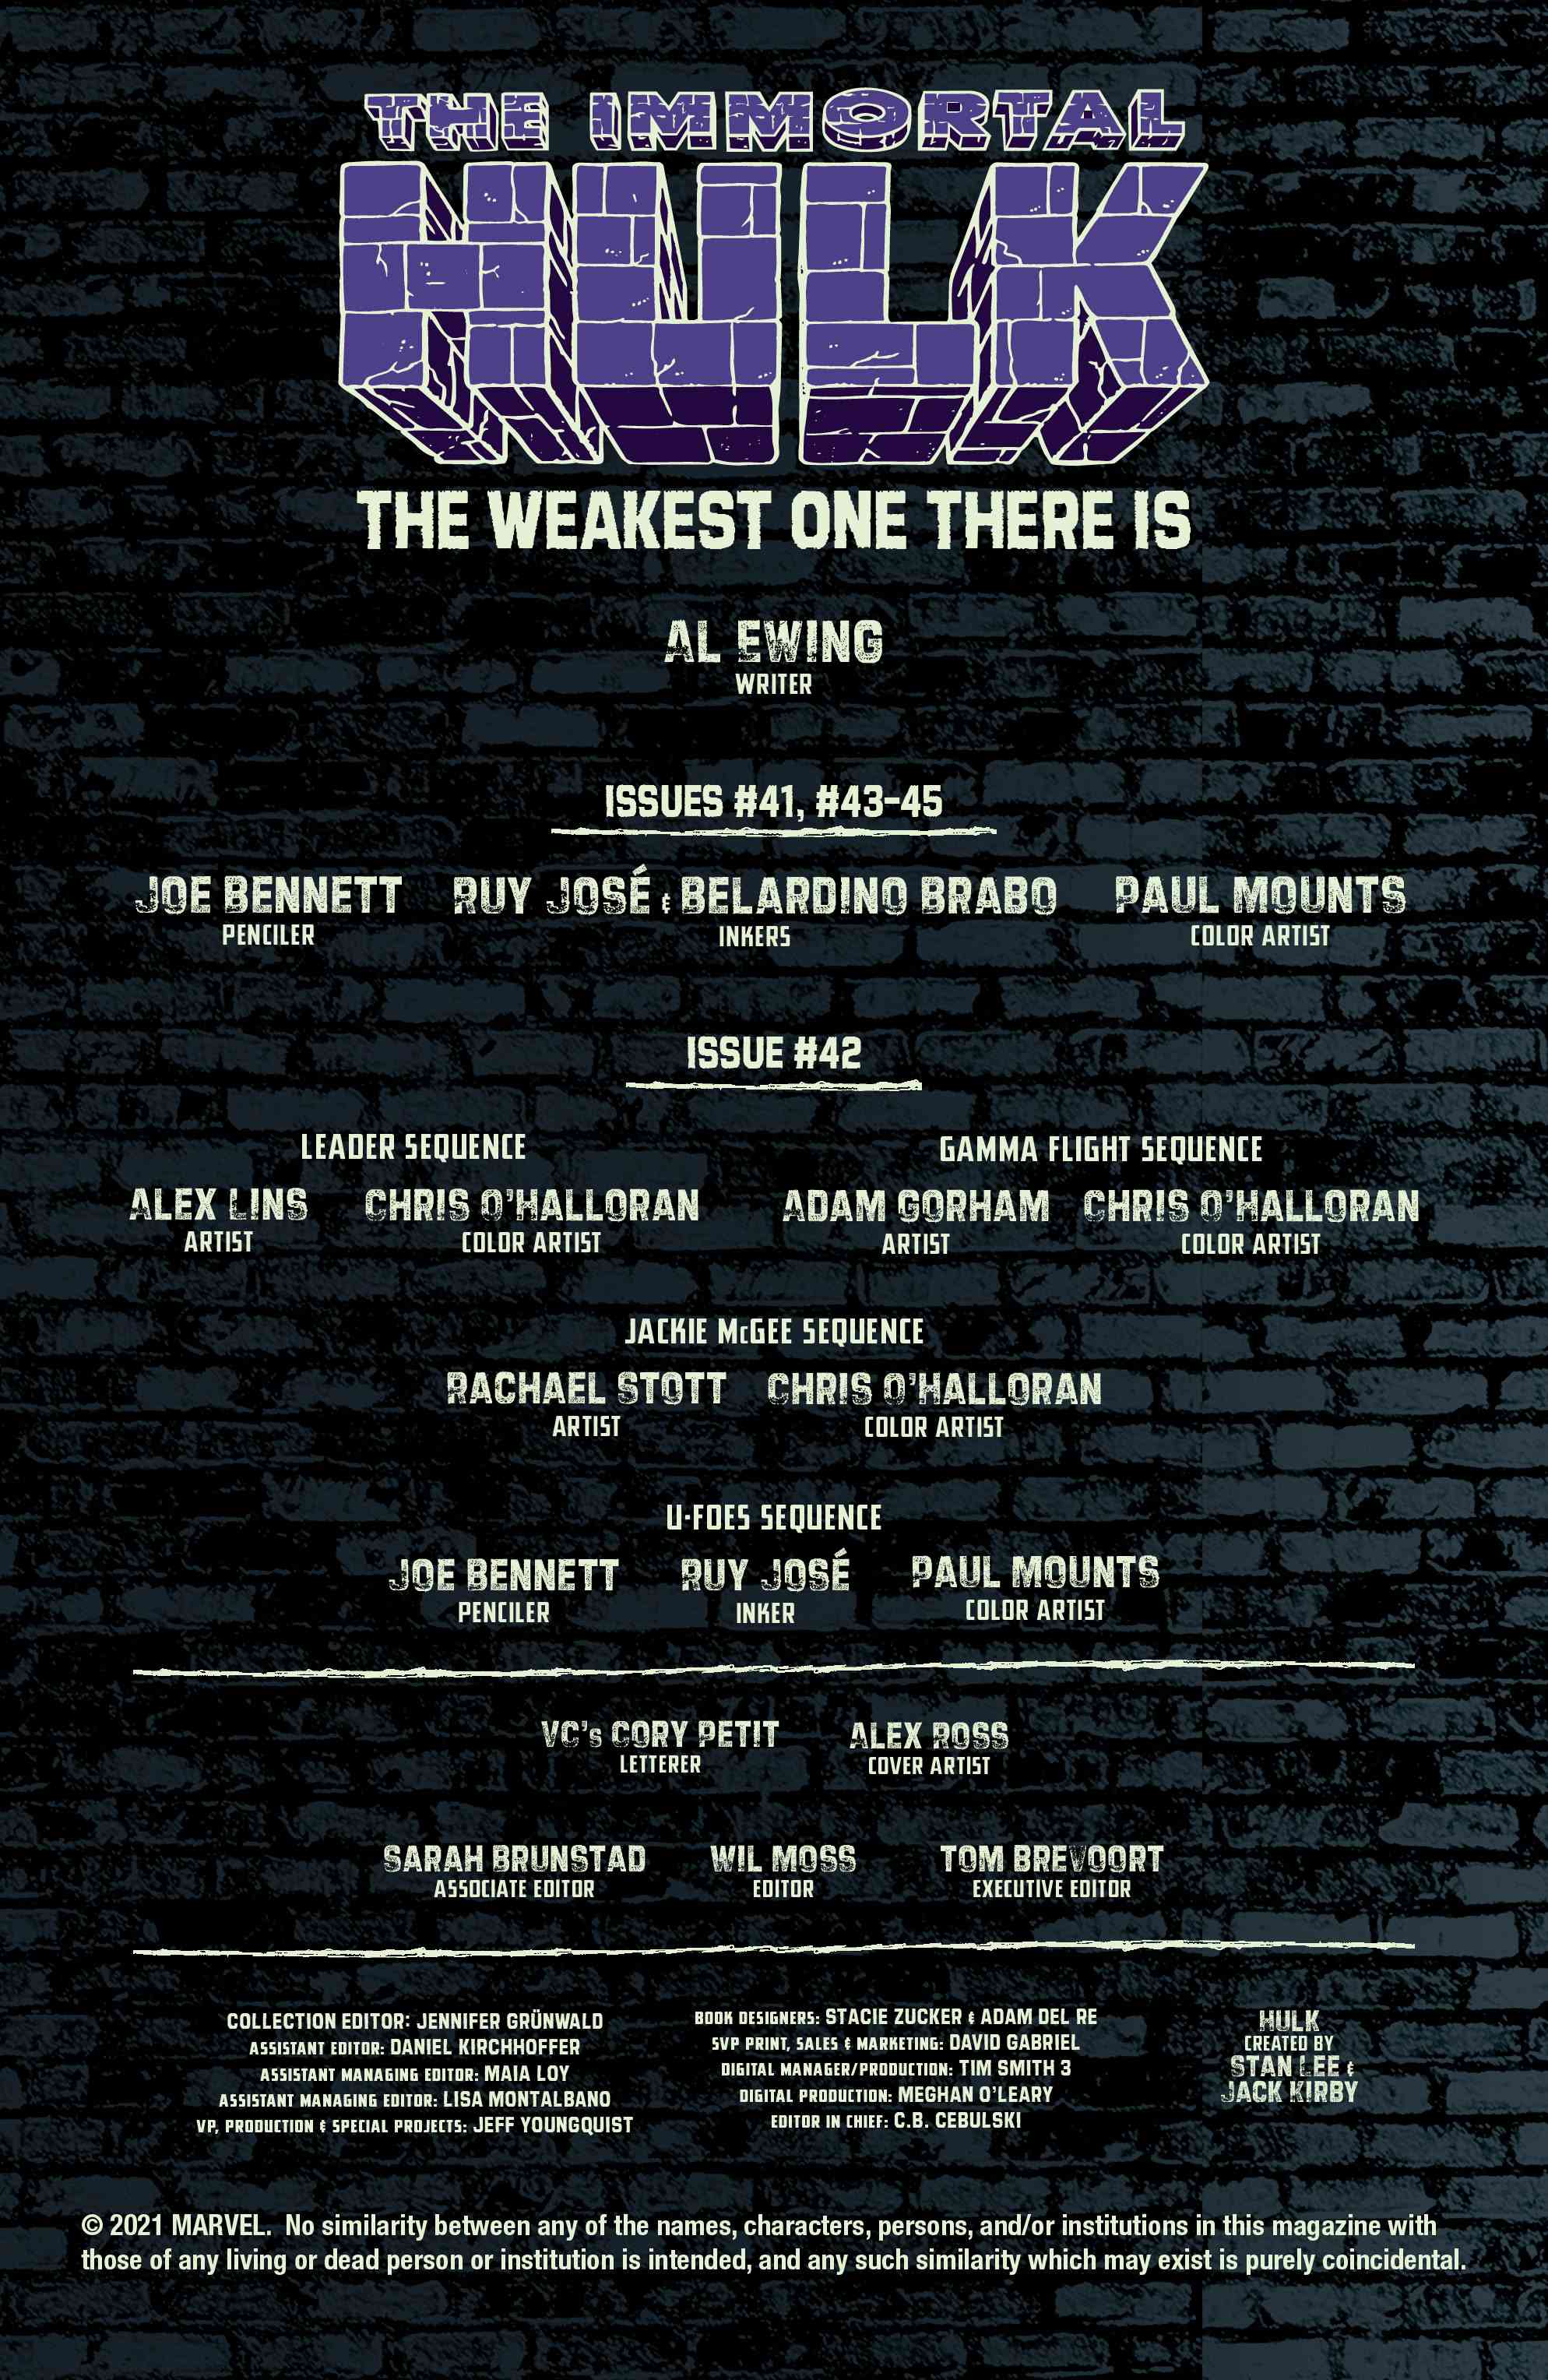 THE IMMORTAL
HULK
THE WEAKEST ONE THERE IS
AL EWING
WRITER
ISSUES #41, #43-45
JOE BENNETT
PENCILER
RUY JOSÉ & BELARDINO BRABO
INKERS
PAUL MOUNTS
COLOR ARTIST
ISSUE #42
LEADER SEQUENCE
ALEX LINS
ARTIST
CHRIS O'HALLORAN
COLOR ARTIST
GAMMA FLIGHT SEQUENCE
ADAM GORHAM
ARTIST
CHRIS O'HALLORAN
COLOR ARTIST
JACKIE McGEE SEQUENCE
RACHAEL STOTT
ARTIST
CHRIS O'HALLORAN
COLOR ARTIST
U-FOES SEQUENCE
JOE BENNETT
PENCILER
RUY JOSÉ
INKER
PAUL MOUNTS
COLOR ARTIST
VC's CORY PETIT
LETTERER
ALEX ROSS
COVER ARTIST
SARAH BRUNSTAD
ASSOCIATE EDITOR
WIL MOSS
EDITOR
TOM BREVOORT
EXECUTIVE EDITOR
COLLECTION EDITOR: JENNIFER GRÜNWALD
ASSISTANT EDITOR: DANIEL KIRCHHOFFER
ASSISTANT MANAGING EDITOR: MAIA LOY
ASSISTANT MANAGING EDITOR: LISA MONTALBANO
VP, PRODUCTION & SPECIAL PROJECTS: JEFF YOUNGQUIST
BOOK DESIGNERS: STACIE ZUCKER & ADAM DEL RE
SVP PRINT, SALES & MARKETING: DAVID GABRIEL
DIGITAL MANAGER/PRODUCTION: TIM SMITH 3
DIGITAL PRODUCTION: MEGHAN O'LEARY
EDITOR IN CHIEF: C.B. CEBULSKI
HULK
CREATED BY
STAN LEE &
JACK KIRBY
© 2021 MARVEL. No similarity between any of the names, characters, persons, and/or institutions in this magazine with
those of any living or dead person or institution is intended, and any such similarity which may exist is purely coincidental.